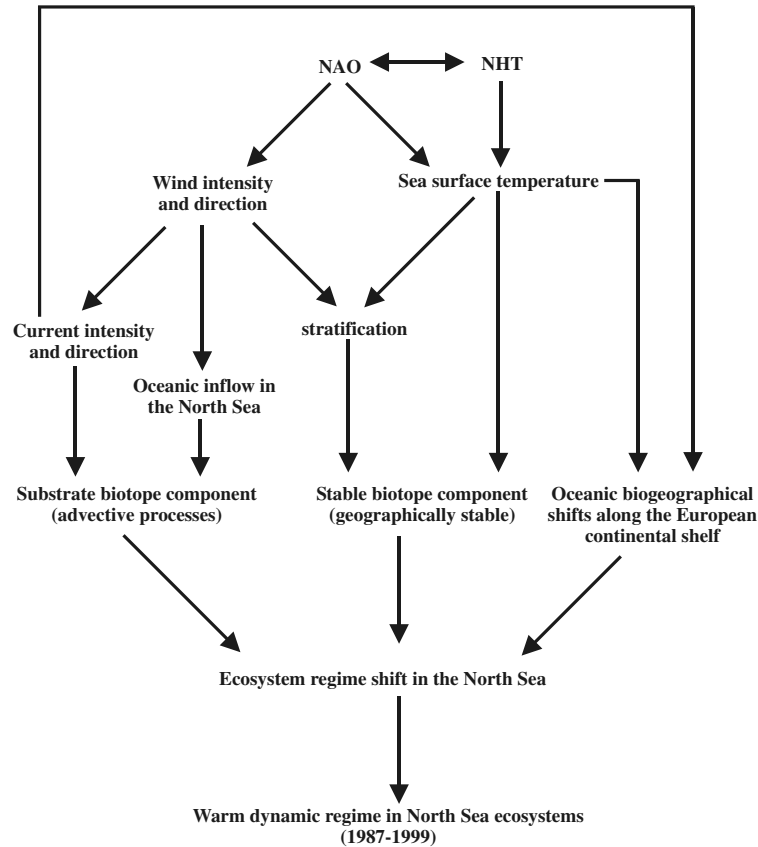 NAO
NHT
Wind intensity
and direction
Sea surface temperature
Current intensity
and direction
stratification
Oceanic inflow in
the North Sea
Substrate biotope component
(advective processes)
Stable biotope component
(geographically stable)
Oceanic biogeographical
shifts along the European
continental shelf
Ecosystem regime shift in the North Sea
Warm dynamic regime in North Sea ecosystems
(1987-1999)